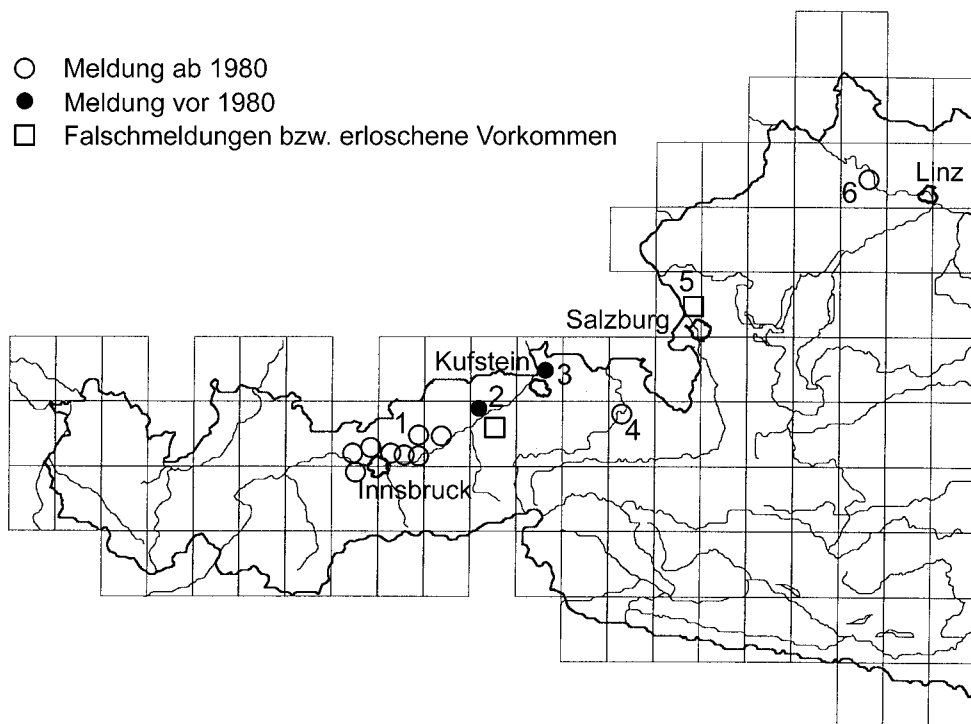 Meldung ab 1980
Meldung vor 1980
Falschmeldungen bzw. erloschene Vorkommen
Linz
6
5
Salzburg
Kufstein
3
2
1
4
Innsbruck